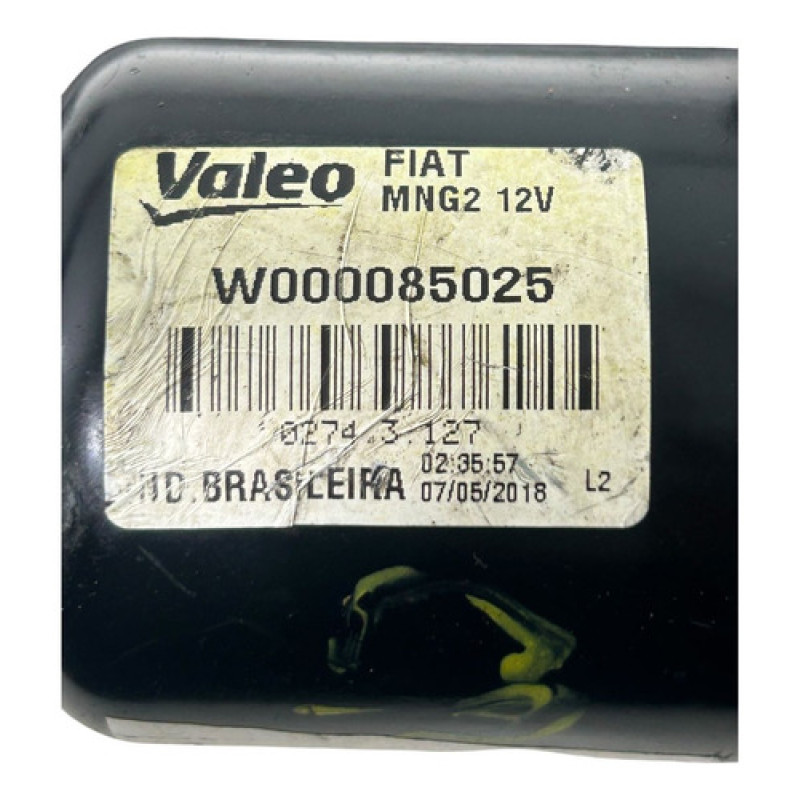 Valeo
FIAT
MNG2 12V
W000085025
0274.3.127
BRASILEIRA
02:35:57
07/05/2018
L2